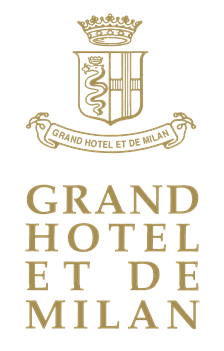 GRAND HOTEL ET DE MILAN
GRAND
HOTEL
ET DE
MILAN